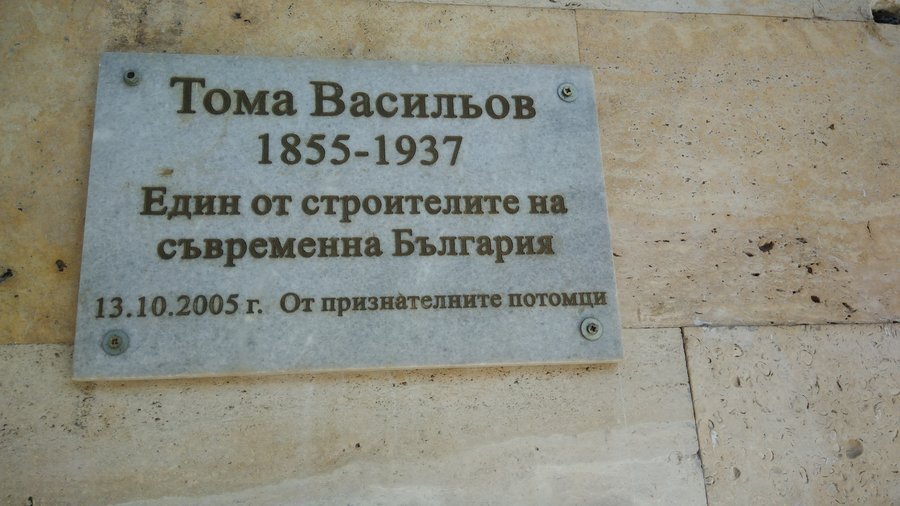 Тома Васильов
1855-1937
Един от строителите на
съвременна България
13.10.2005 г. От признателните потомци